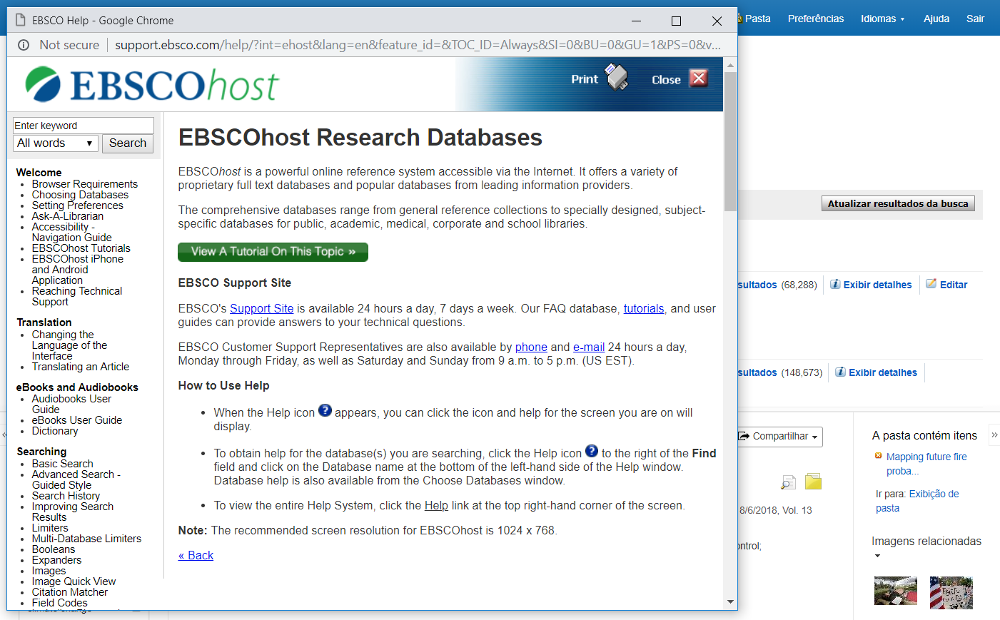 EBSCO Help - Google Chrome
Not secure
support.ebsco.com/help/?int=ehost&lang=en&feature_id=&TOC_ID=Always&SI=0&BU=0&GU=1&PS=0&v...
EBSCOhost
Print
Close
Enter keyword
All words
Search
Welcome
• Browser Requirements
• Choosing Databases
• Setting Preferences
• Ask-A-Librarian
• Accessibility -
Navigation Guide
• EBSCOhost Tutorials
• EBSCOhost iPhone
and Android
Application
• Reaching Technical
Support
Translation
• Changing the
Language of the
Interface
• Translating an Article
eBooks and Audiobooks
• Audiobooks User
Guide
• eBooks User Guide
• Dictionary
Searching
• Basic Search
• Advanced Search -
Guided Style
• Search History
• Improving Search
Results
• Limiters
• Multi-Database Limiters
• Booleans
• Expanders
• Images
• Image Quick View
• Citation Matcher
• Field Codes
EBSCOhost Research Databases
EBSCOhost is a powerful online reference system accessible via the Internet. It offers a variety of
proprietary full text databases and popular databases from leading information providers.
The comprehensive databases range from general reference collections to specially designed, subject-
specific databases for public, academic, medical, corporate and school libraries.
View A Tutorial On This Topic »
EBSCO Support Site
EBSCO's Support Site is available 24 hours a day, 7 days a week. Our FAQ database, tutorials, and user
guides can provide answers to your technical questions.
EBSCO Customer Support Representatives are also available by phone and e-mail 24 hours a day,
Monday through Friday, as well as Saturday and Sunday from 9 a.m. to 5 p.m. (US EST).
How to Use Help
• When the Help icon ? appears, you can click the icon and help for the screen you are on will
display.
• To obtain help for the database(s) you are searching, click the Help icon ? to the right of the Find
field and click on the Database name at the bottom of the left-hand side of the Help window.
Database help is also available from the Choose Databases window.
• To view the entire Help System, click the Help link at the top right-hand corner of the screen.
Note: The recommended screen resolution for EBSCOhost is 1024 x 768.
« Back
Pasta
Preferências
Idiomas
Ajuda
Sair
Atualizar resultados da busca
sultados (68,288)
Exibir detalhes
Editar
sultados (148,673)
Exibir detalhes
Compartilhar
8/6/2018, Vol. 13
ontrol;
A pasta contém itens
»
Mapping future fire
proba...
Ir para: Exibição de
pasta
Imagens relacionadas